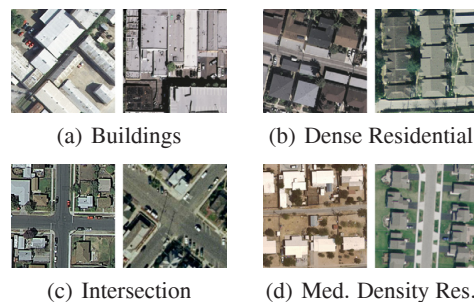 (a) Buildings
(b) Dense Residential
(c) Intersection
(d) Med. Density Res.